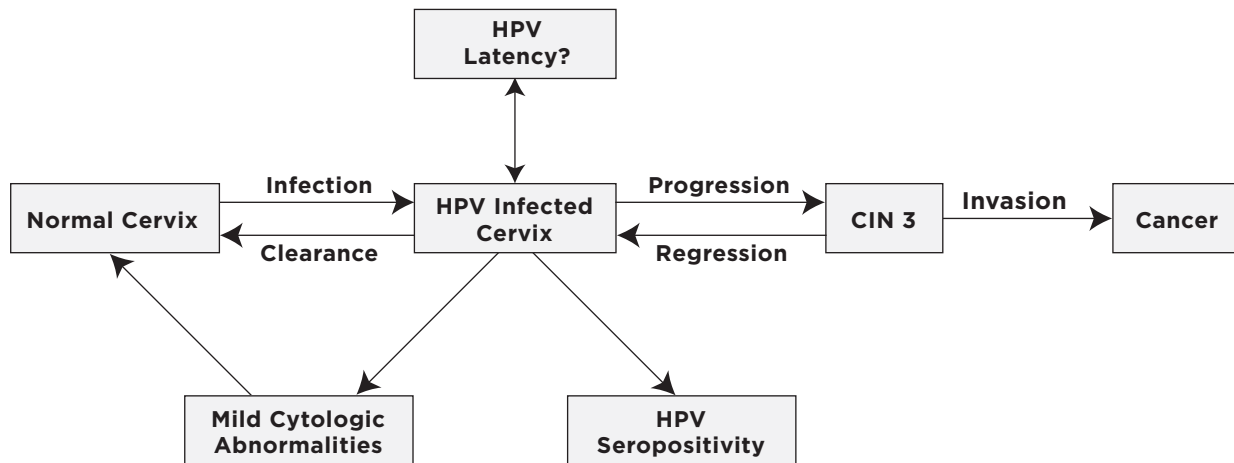 HPV
Latency?
Infection
Progression
Normal Cervix
HPV Infected
Cervix
CIN 3
Invasion
Cancer
Clearance
Regression
Mild Cytologic
Abnormalities
HPV
Seropositivity